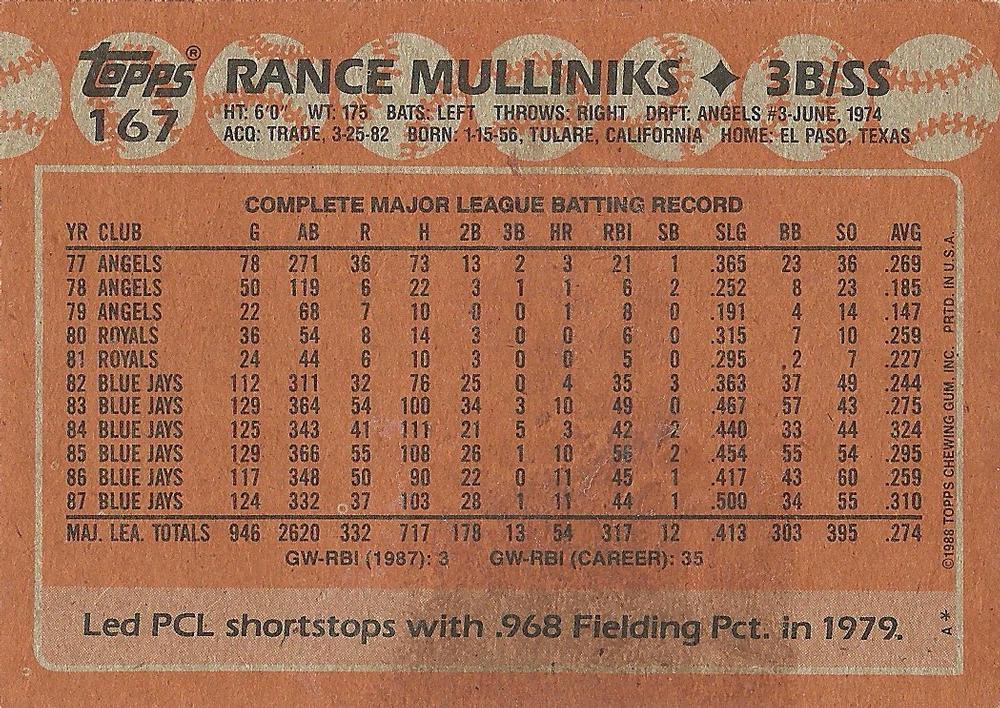 topps® RANCE MULLINIKS ✦ 3B/SS
167 HT: 6'0" WT: 175 BATS: LEFT THROWS: RIGHT DRFT: ANGELS #3-JUNE, 1974
ACQ: TRADE, 3-25-82 BORN: 1-15-56, TULARE, CALIFORNIA HOME: EL PASO, TEXAS
COMPLETE MAJOR LEAGUE BATTING RECORD
YR CLUB G AB R H 2B 3B HR RBI SB SLG BB SO AVG
77 ANGELS 78 271 36 73 13 2 3 21 1 .365 23 36 .269
78 ANGELS 50 119 6 22 3 1 1 6 2 .252 8 23 .185
79 ANGELS 22 68 7 10 0 0 1 8 0 .191 4 14 .147
80 ROYALS 36 54 8 14 3 0 0 6 0 .315 7 10 .259
81 ROYALS 24 44 6 10 3 0 0 5 0 .295 2 7 .227
82 BLUE JAYS 112 311 32 76 25 0 4 35 3 .363 37 49 .244
83 BLUE JAYS 129 364 54 100 34 3 10 49 0 .467 57 43 .275
84 BLUE JAYS 125 343 41 111 21 5 3 42 2 .440 33 44 .324
85 BLUE JAYS 129 366 55 108 26 1 10 56 2 .454 55 54 .295
86 BLUE JAYS 117 348 50 90 22 0 11 45 1 .417 43 60 .259
87 BLUE JAYS 124 332 37 103 28 1 11 44 1 .500 34 55 .310
MAJ. LEA. TOTALS 946 2620 332 717 178 13 54 317 12 .413 303 395 .274
GW-RBI (1987): 3 GW-RBI (CAREER): 35
Led PCL shortstops with .968 Fielding Pct. in 1979.
©1988 TOPPS CHEWING GUM, INC. PRTD. IN U.S.A.
A*